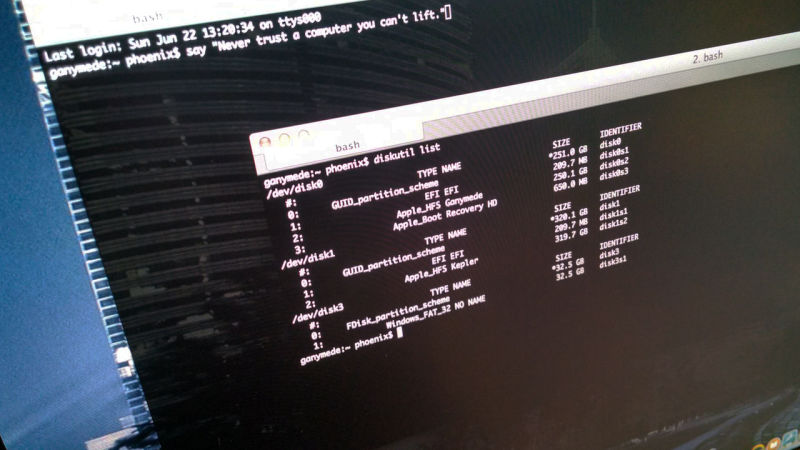 bash
Last login: Sun Jun 22 13:20:34 on ttys000
ganymede:~ phoenix$ say "Never trust a computer you can't lift."
2. bash
bash
ganymede:~ phoenix$ diskutil list
/dev/disk0
#: TYPE NAME SIZE IDENTIFIER
0: GUID_partition_scheme *251.0 GB disk0
1: EFI EFI 209.7 MB disk0s1
2: Apple_HFS Ganymede 250.1 GB disk0s2
3: Apple_Boot Recovery HD 650.0 MB disk0s3
/dev/disk1
#: TYPE NAME SIZE IDENTIFIER
0: GUID_partition_scheme *320.1 GB disk1
1: EFI EFI 209.7 MB disk1s1
2: Apple_HFS Kepler 319.7 GB disk1s2
/dev/disk3
#: TYPE NAME SIZE IDENTIFIER
0: FDisk_partition_scheme *32.5 GB disk3
1: Windows_FAT_32 NO NAME 32.5 GB disk3s1
ganymede:~ phoenix$